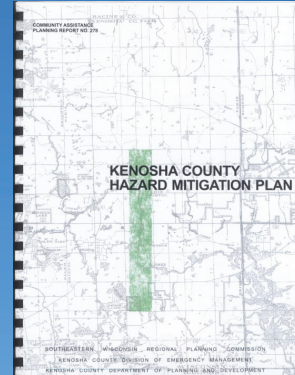 COMMUNITY ASSISTANCE
PLANNING REPORT NO. 278
KENOSHA COUNTY
HAZARD MITIGATION PLAN
SOUTHEASTERN WISCONSIN REGIONAL PLANNING COMMISSION
KENOSHA COUNTY DIVISION OF EMERGENCY MANAGEMENT
KENOSHA COUNTY DEPARTMENT OF PLANNING AND DEVELOPMENT